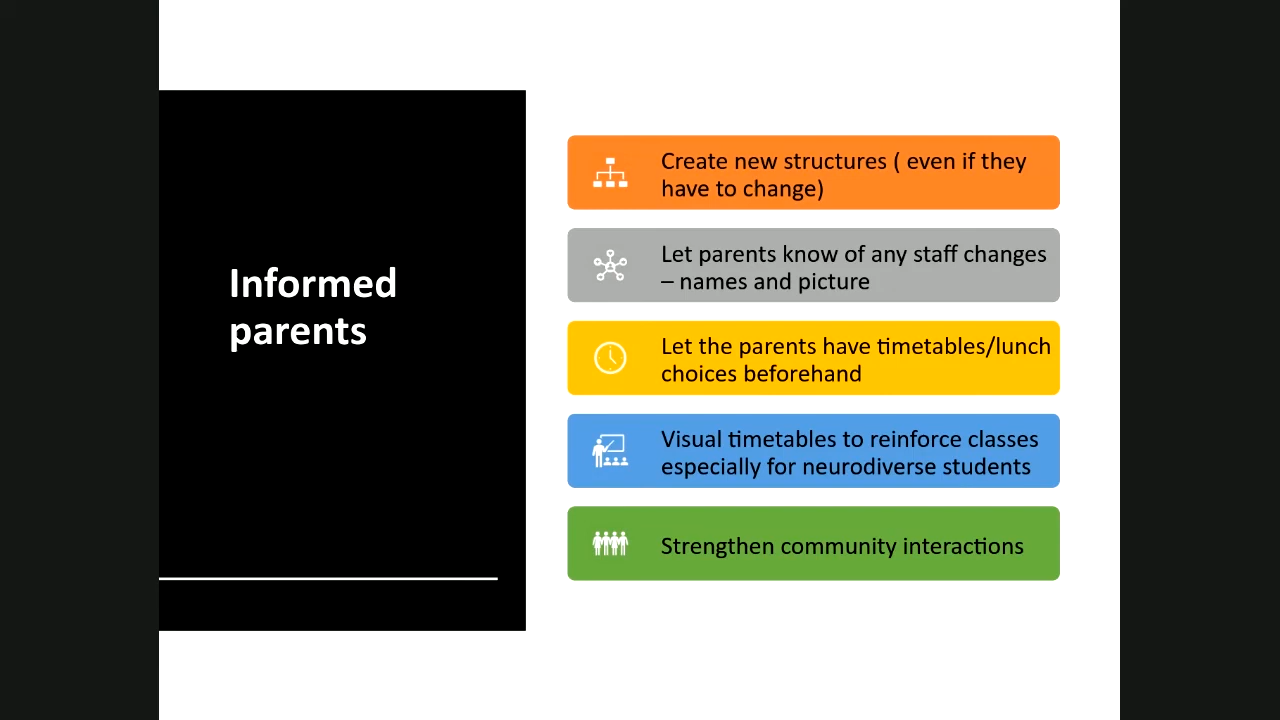 Informed
parents
Create new structures ( even if they
have to change)
Let parents know of any staff changes
– names and picture
Let the parents have timetables/lunch
choices beforehand
Visual timetables to reinforce classes
especially for neurodiverse students
Strengthen community interactions